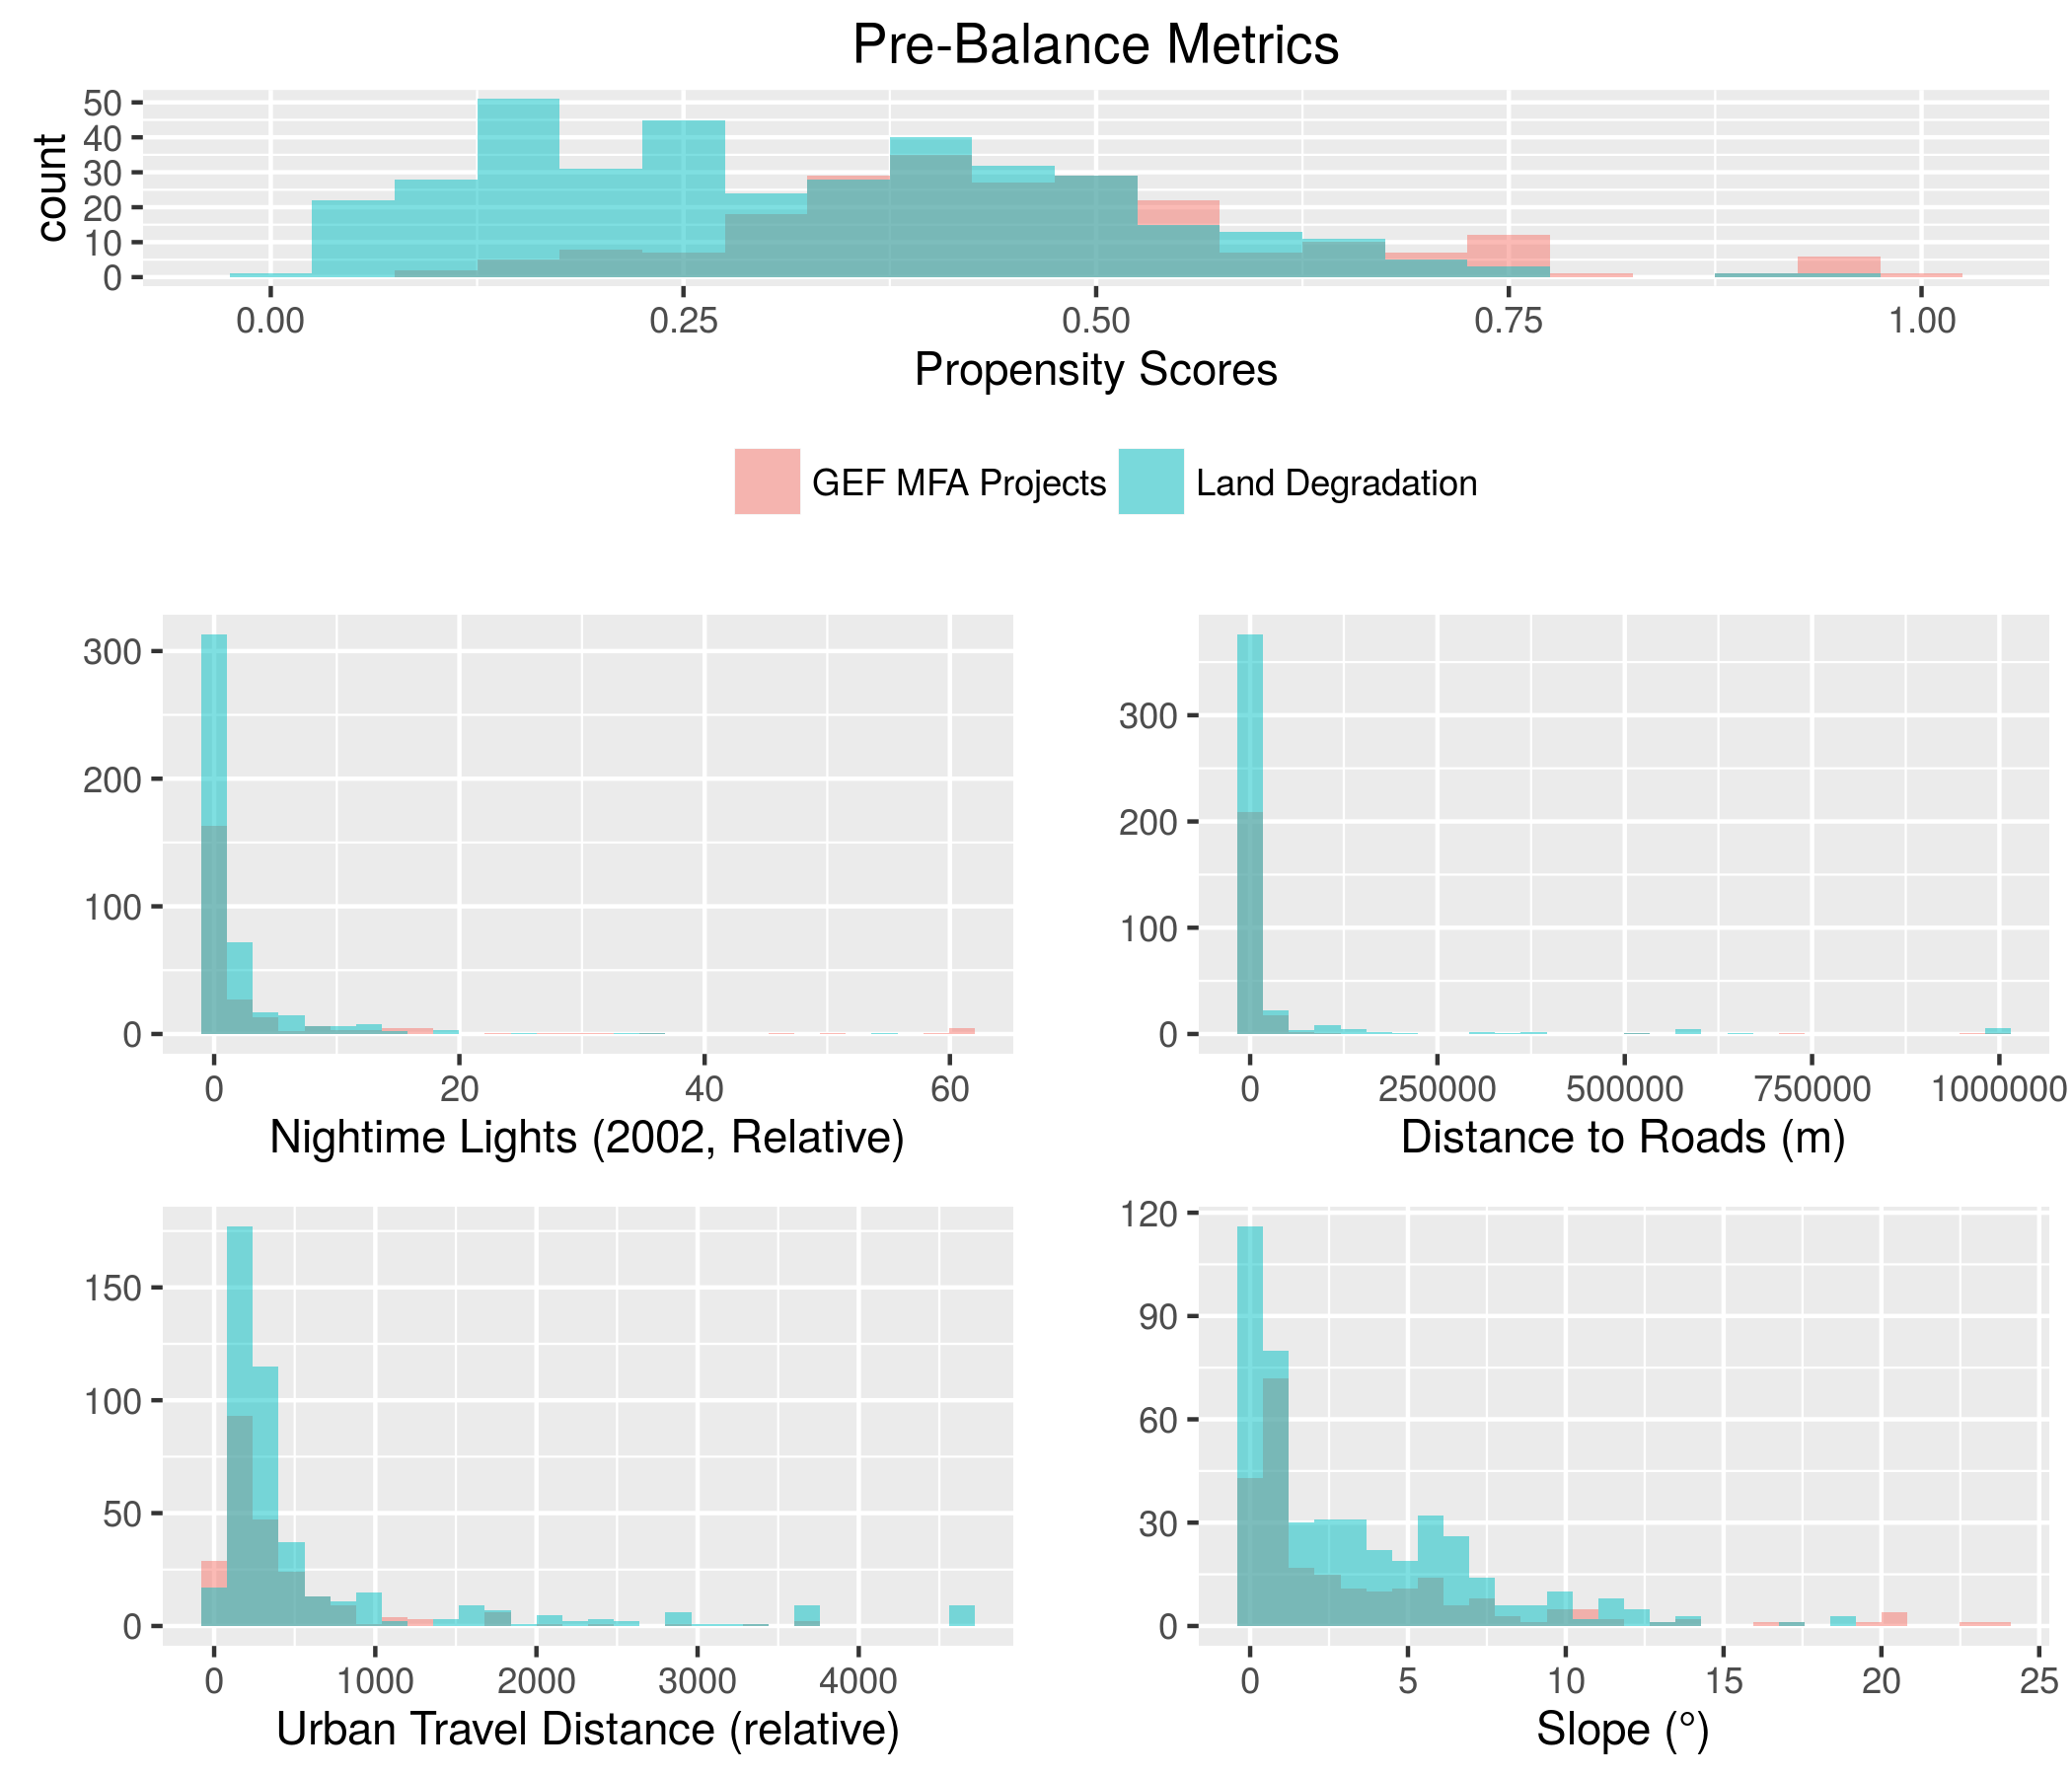 Pre-Balance Metrics
count
50
40
30
20
10
0
0.00 0.25 0.50 0.75 1.00
Propensity Scores
GEF MFA Projects Land Degradation
300
200
100
0
0 20 40 60
Nightime Lights (2002, Relative)
300
200
100
0
0 250000 500000 750000 1000000
Distance to Roads (m)
150
100
50
0
0 1000 2000 3000 4000
Urban Travel Distance (relative)
120
90
60
30
0
0 5 10 15 20 25
Slope (°)